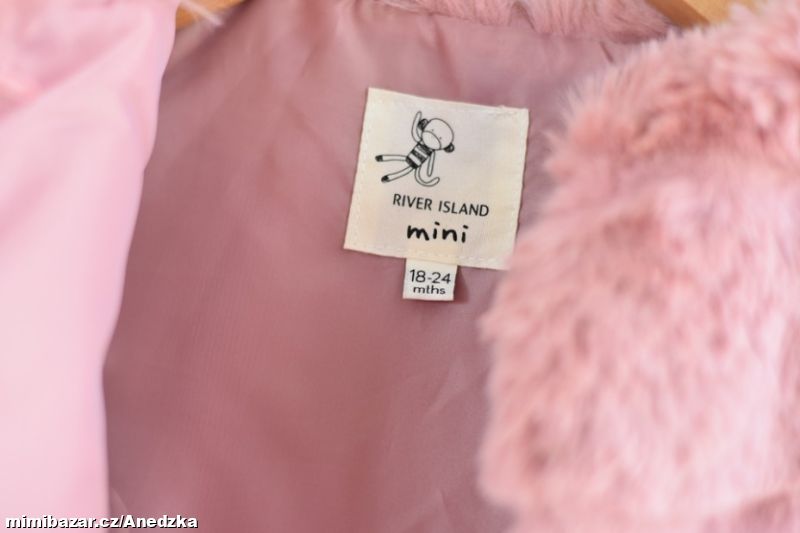 RIVER ISLAND
mini
18-24
mths
mimibazar.cz/Anedzka